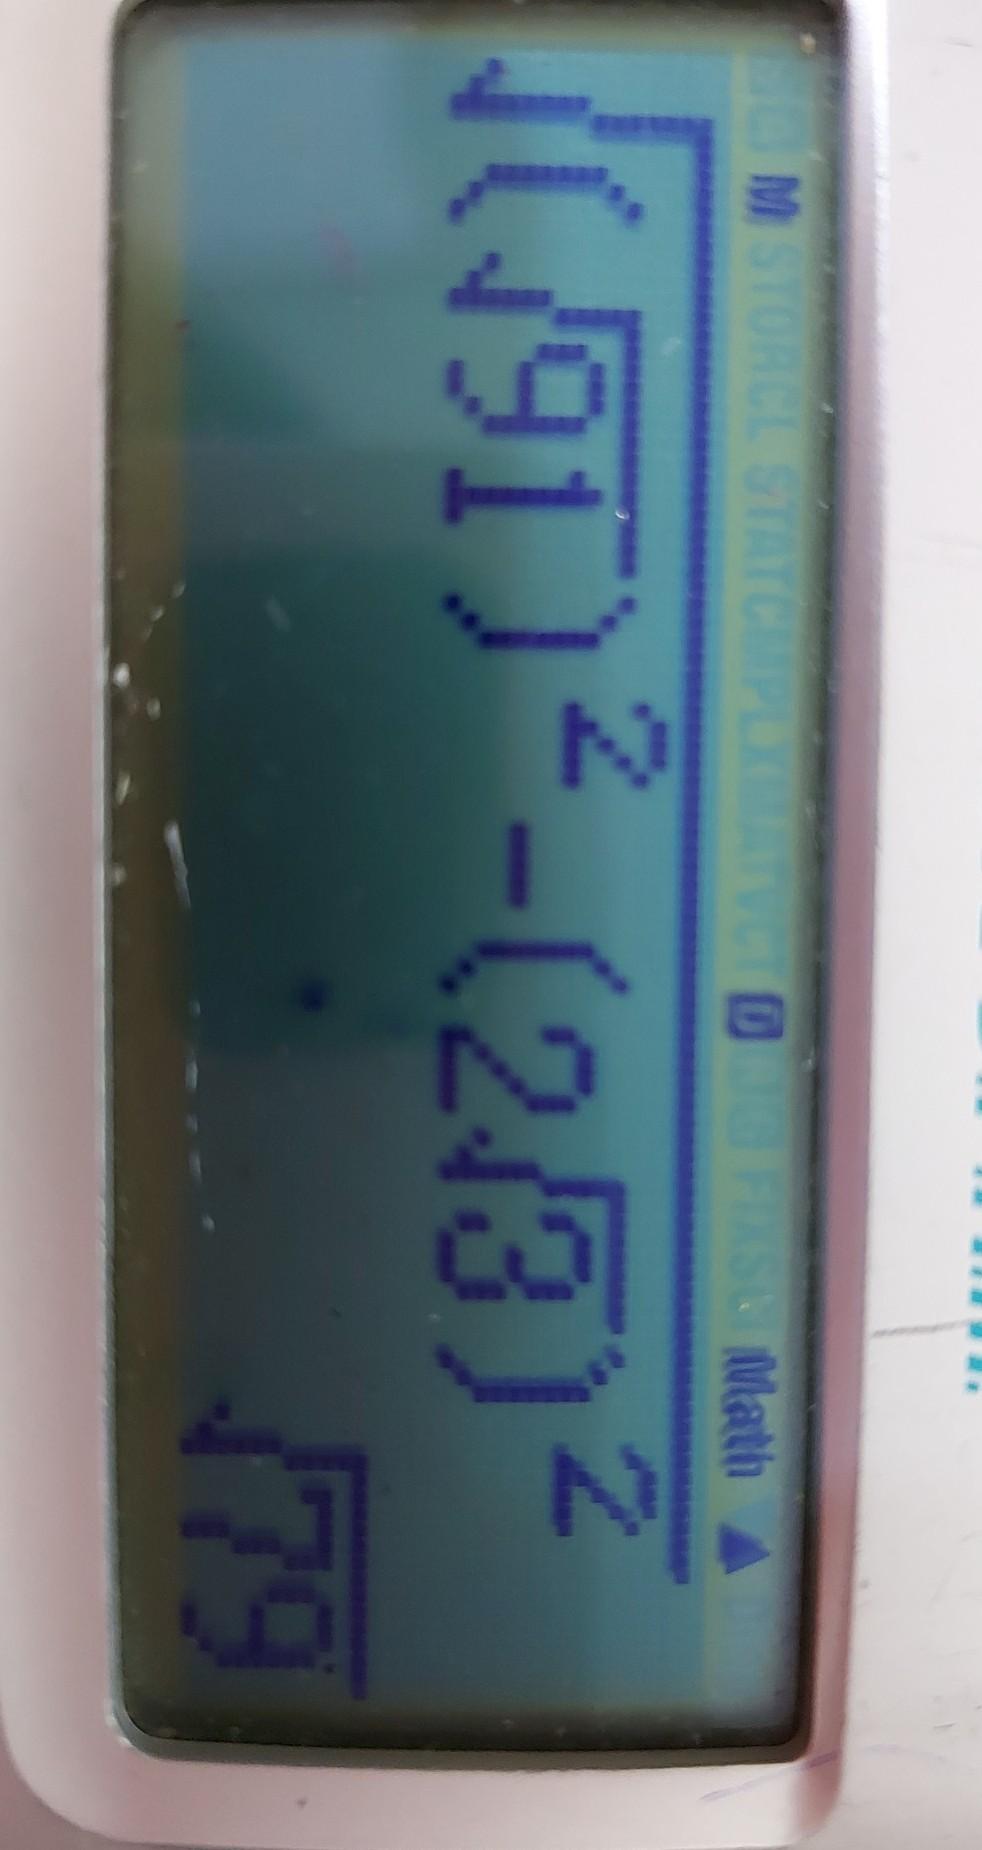 M STO RCL STAT CMPLX MAT VCT D R G FIX SCI Math ▲
√((√91)²-(2√3)²
√79